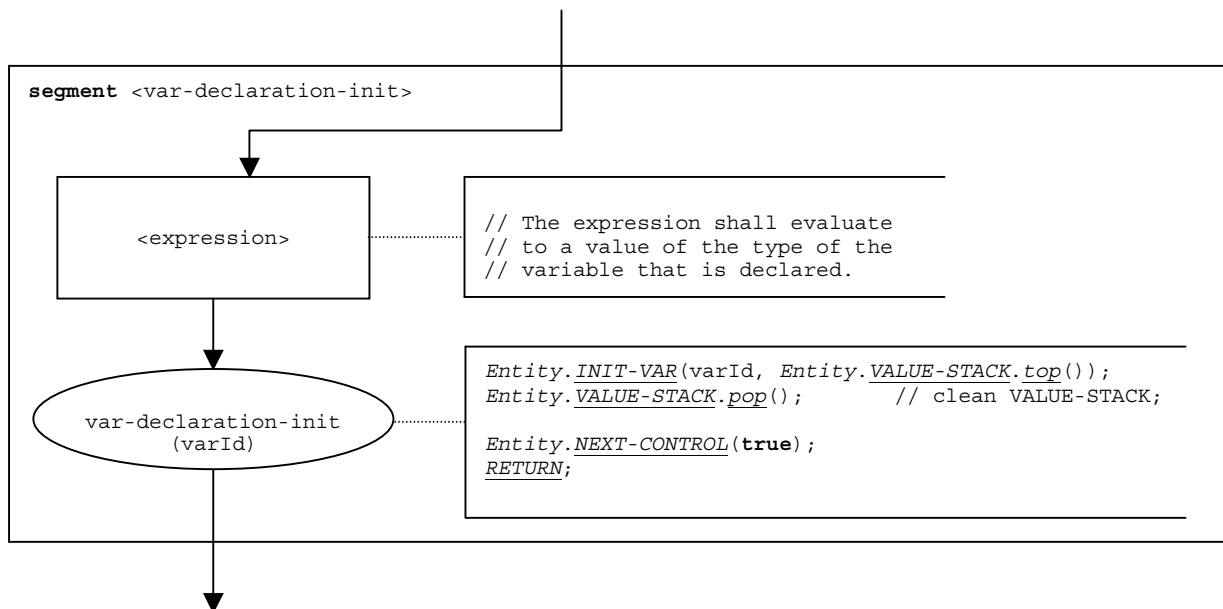 segment <var-declaration-init>
<expression>
// The expression shall evaluate
// to a value of the type of the
// variable that is declared.
var-declaration-init
(varId)
Entity.INIT-VAR(varId, Entity.VALUE-STACK.top());
Entity.VALUE-STACK.pop(); // clean VALUE-STACK;
Entity.NEXT-CONTROL(true);
RETURN;